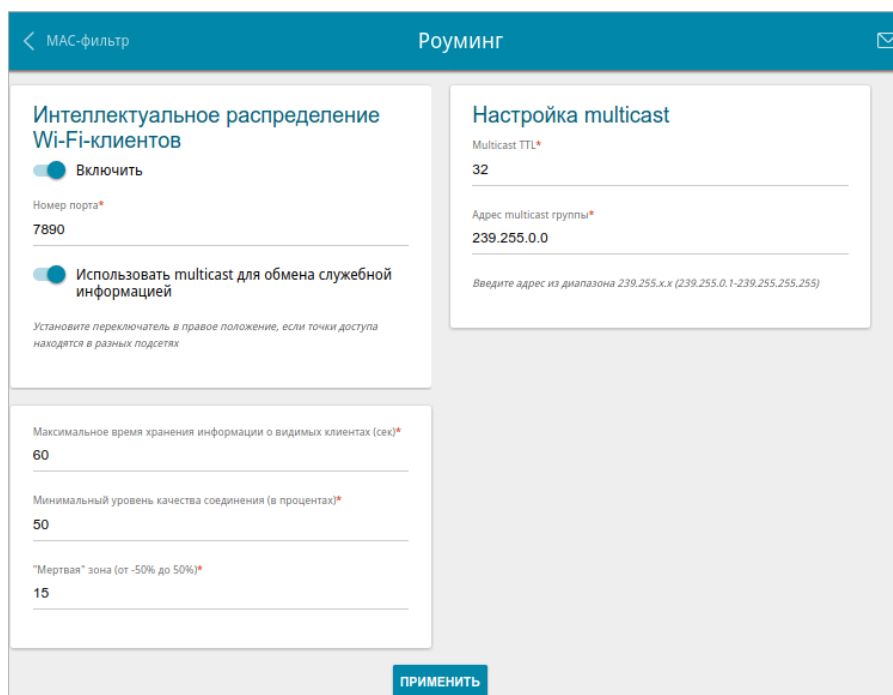 МАС-фильтр
Роуминг
Интеллектуальное распределение
Wi-Fi-клиентов
Включить
Номер порта*
7890
Использовать multicast для обмена служебной
информацией
Установите переключатель в правое положение, если точки доступа
находятся в разных подсетях
Настройка multicast
Multicast TTL*
32
Адрес multicast группы*
239.255.0.0
Введите адрес из диапазона 239.255.x.x (239.255.0.1-239.255.255.255)
Максимальное время хранения информации о видимых клиентах (сек)*
60
Минимальный уровень качества соединения (в процентах)*
50
"Мертвая" зона (от -50% до 50%)*
15
ПРИМЕНИТЬ